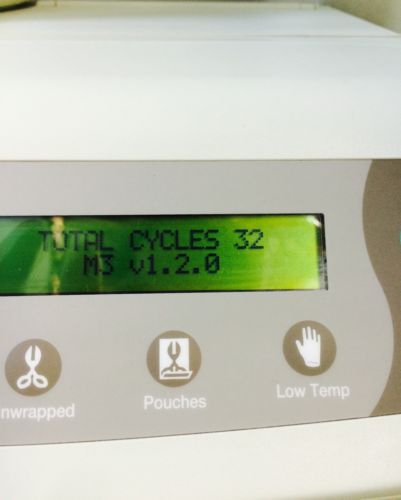 TOTAL CYCLES 32
M3 v1.2.0
nwrapped
Pouches
Low Temp